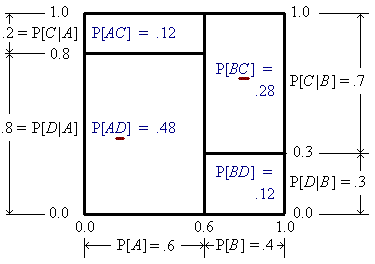 1.0
1.0
.2 = P[C|A]
P[AC] = .12
P[BC] =
.28
P[C|B] = .7
0.8
.8 = P[D|A]
P[AD] = .48
0.3
P[BD] =
.12
P[D|B] = .3
0.0
0.0
0.0
0.6
1.0
P[A] = .6
P[B] = .4